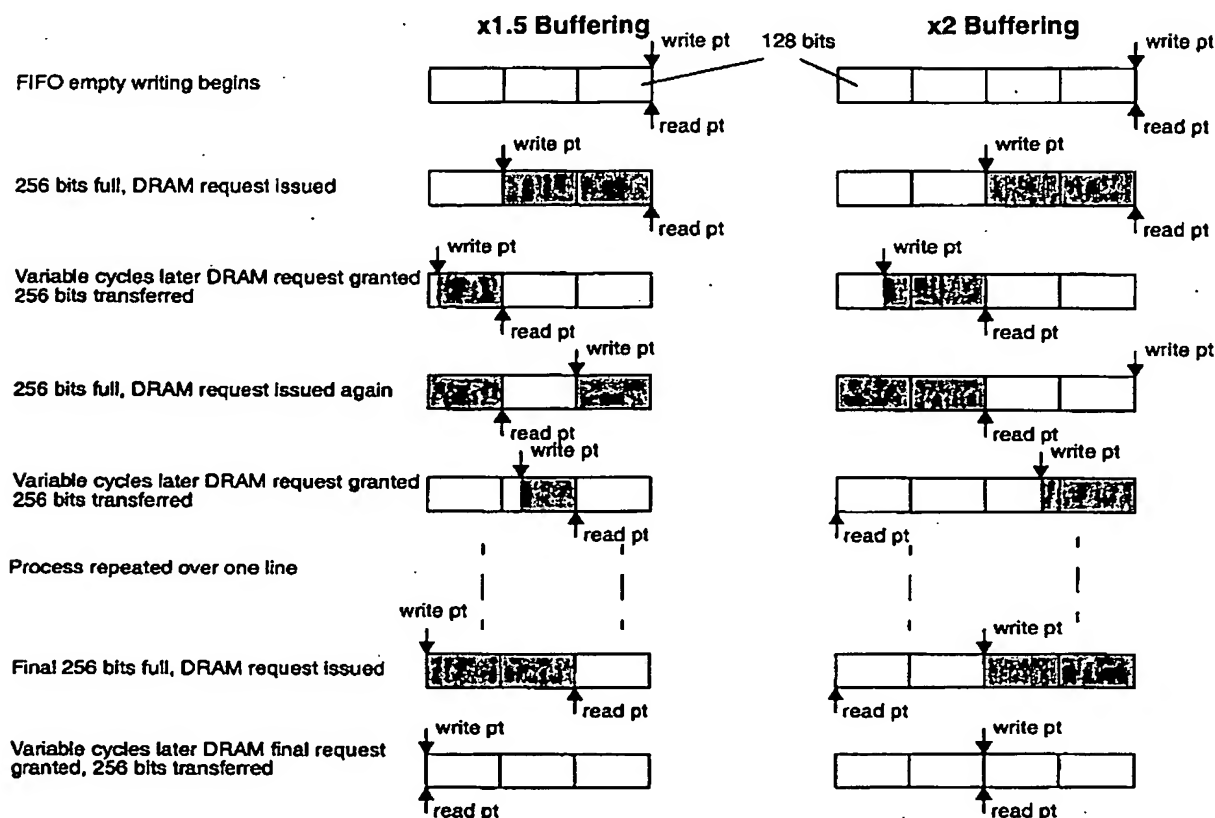 x1.5 Buffering
x2 Buffering
write pt
128 bits
write pt
FIFO empty writing begins
read pt
read pt
write pt
write pt
256 bits full, DRAM request issued
read pt
read pt
write pt
write pt
Variable cycles later DRAM request granted
256 bits transferred
read pt
read pt
write pt
write pt
256 bits full, DRAM request issued again
read pt
read pt
write pt
write pt
Variable cycles later DRAM request granted
256 bits transferred
read pt
read pt
Process repeated over one line
write pt
write pt
Final 256 bits full, DRAM request issued
read pt
read pt
write pt
write pt
Variable cycles later DRAM final request
granted, 256 bits transferred
read pt
read pt